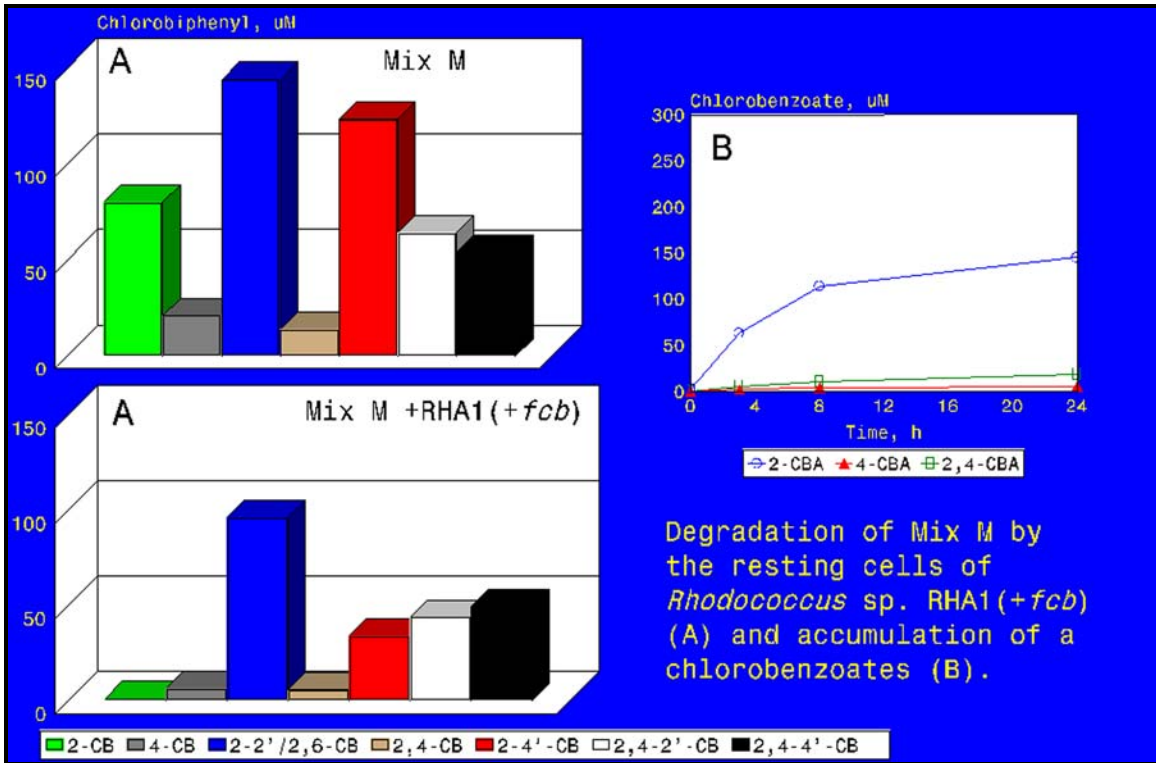 Chlorobiphenyl, uM
A
Mix M
150
100
50
0
A
Mix M +RHA1(+fcb)
150
100
50
0
2-CB 4-CB 2-2'/2,6-CB 2,4-CB 2-4'-CB 2,4-2'-CB 2,4-4'-CB
Chlorobenzoate, uM
B
300
250
200
150
100
50
0
0 4 8 12 16 20 24
Time, h
2-CBA 4-CBA 2,4-CBA
Degradation of Mix M by
the resting cells of
Rhodococcus sp. RHA1(+fcb)
(A) and accumulation of a
chlorobenzoates (B).